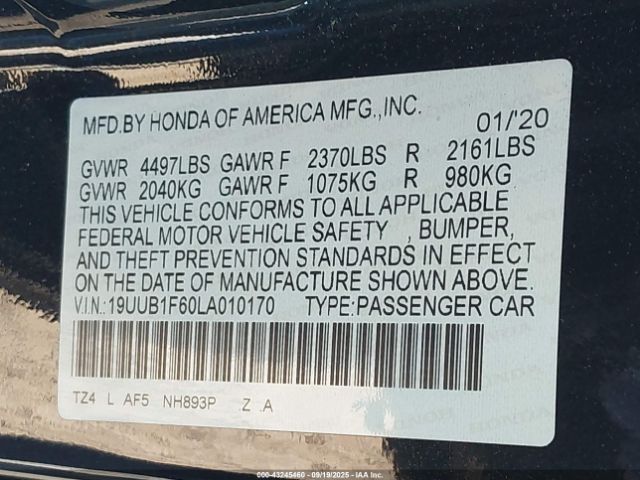 MFD.BY HONDA OF AMERICA MFG.,INC. 01/'20
GVWR 4497LBS GAWR F 2370LBS R 2161LBS
GVWR 2040KG GAWR F 1075KG R 980KG
THIS VEHICLE CONFORMS TO ALL APPLICABLE
FEDERAL MOTOR VEHICLE SAFETY , BUMPER,
AND THEFT PREVENTION STANDARDS IN EFFECT
ON THE DATE OF MANUFACTURE SHOWN ABOVE.
V.I.N.:19UUB1F60LA010170 TYPE:PASSENGER CAR
TZ4 L AF5 NH893P Z .A
000-43245460 - 09/19/2025 - IAAI.COM